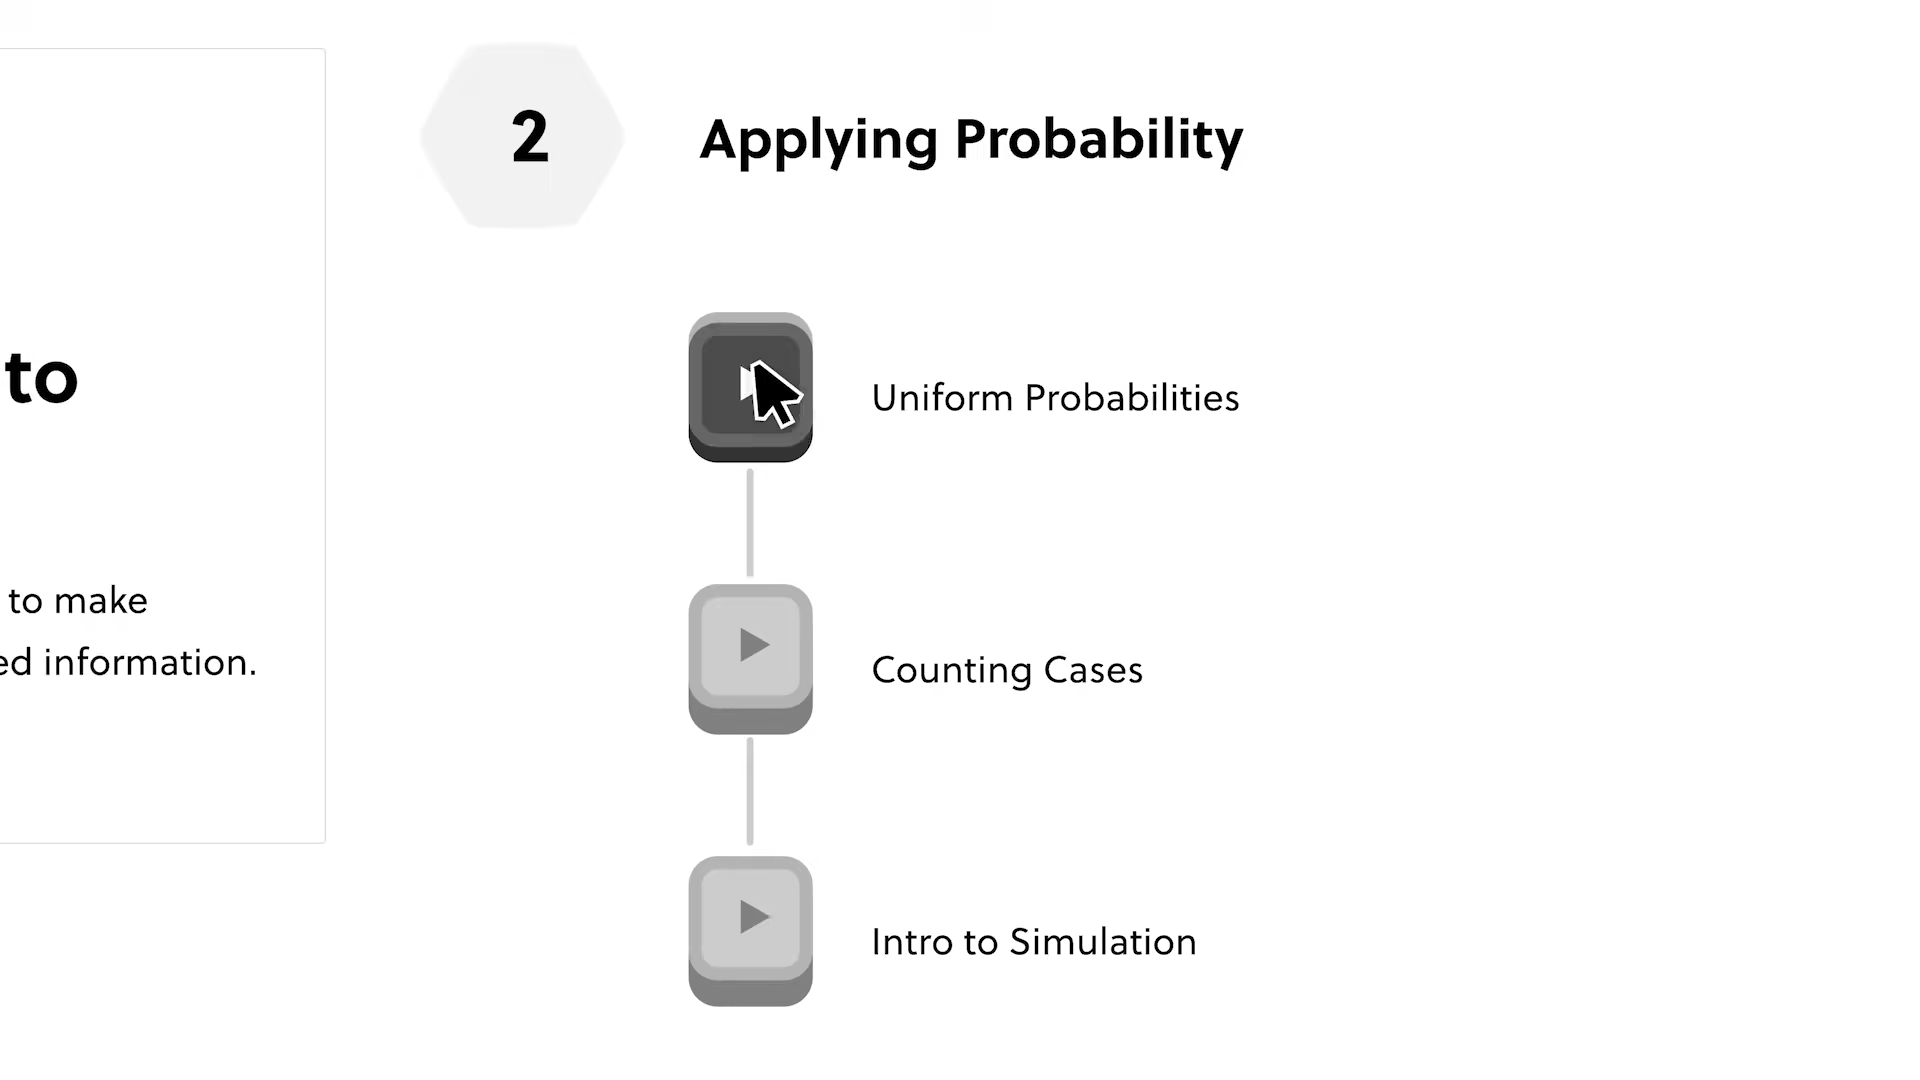 to
to make
ed information.
2
Applying Probability
Uniform Probabilities
Counting Cases
Intro to Simulation